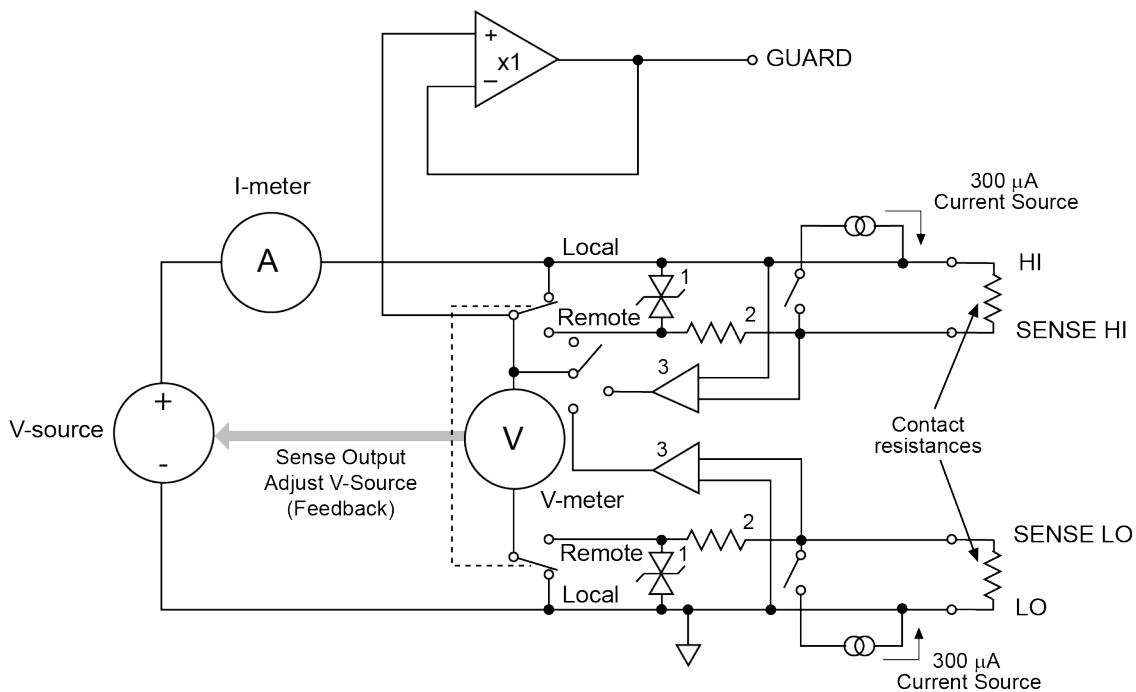 +
x1
−
GUARD
I-meter
300 μA
Current Source
A
Local
HI
1
Remote
2
SENSE HI
3
V-source
+
-
V
Contact
resistances
Sense Output
Adjust V-Source
(Feedback)
3
V-meter
2
SENSE LO
Remote
1
Local
LO
300 μA
Current Source